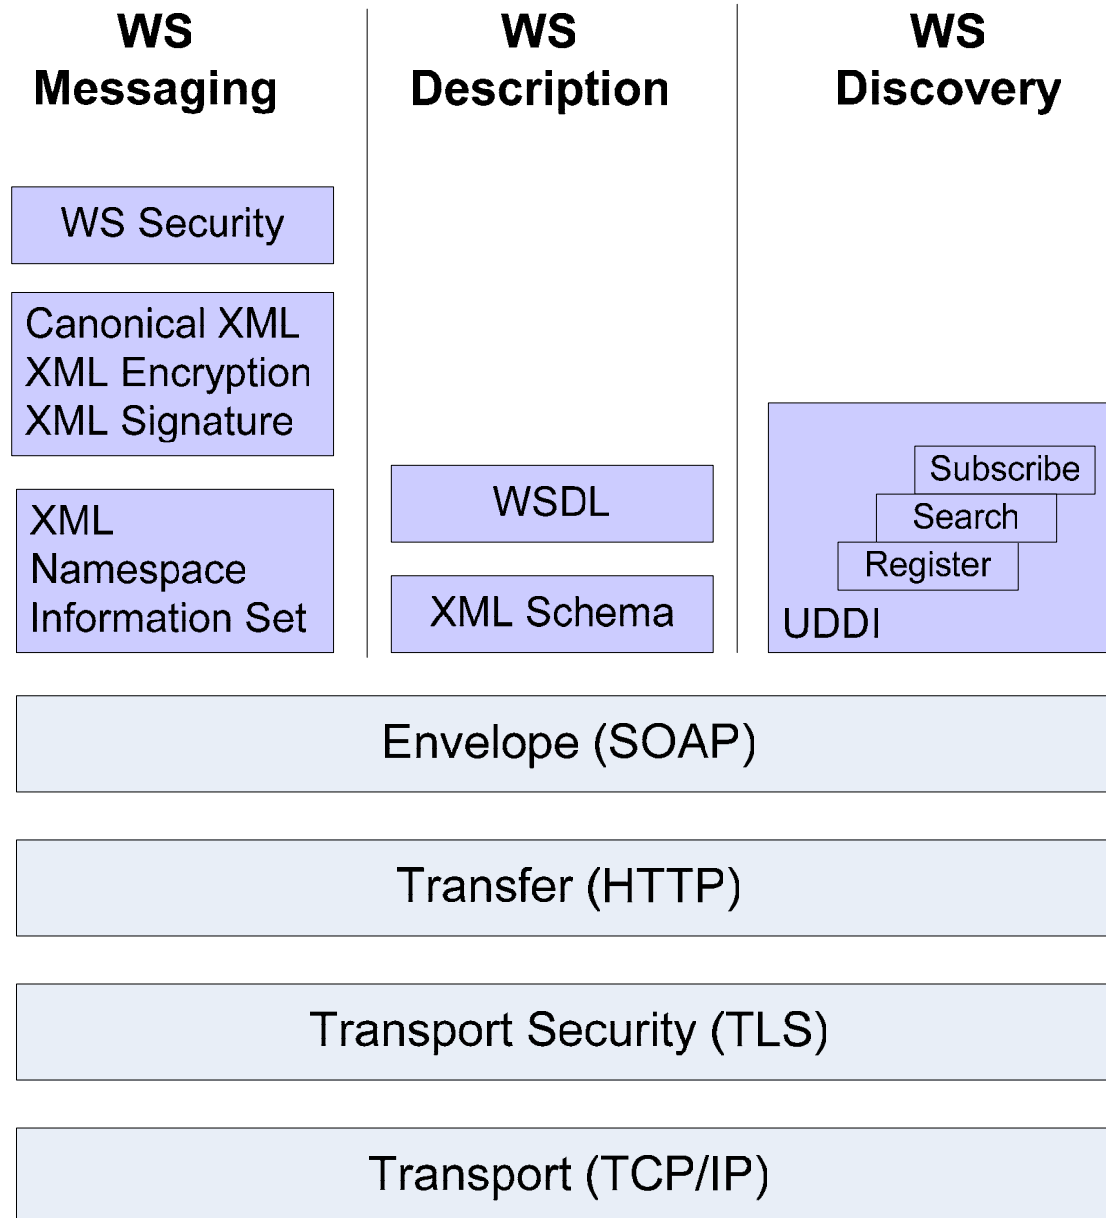 WS
Messaging
WS
Description
WS
Discovery
WS Security
Canonical XML
XML Encryption
XML Signature
XML
Namespace
Information Set
WSDL
XML Schema
Subscribe
Search
Register
UDDI
Envelope (SOAP)
Transfer (HTTP)
Transport Security (TLS)
Transport (TCP/IP)